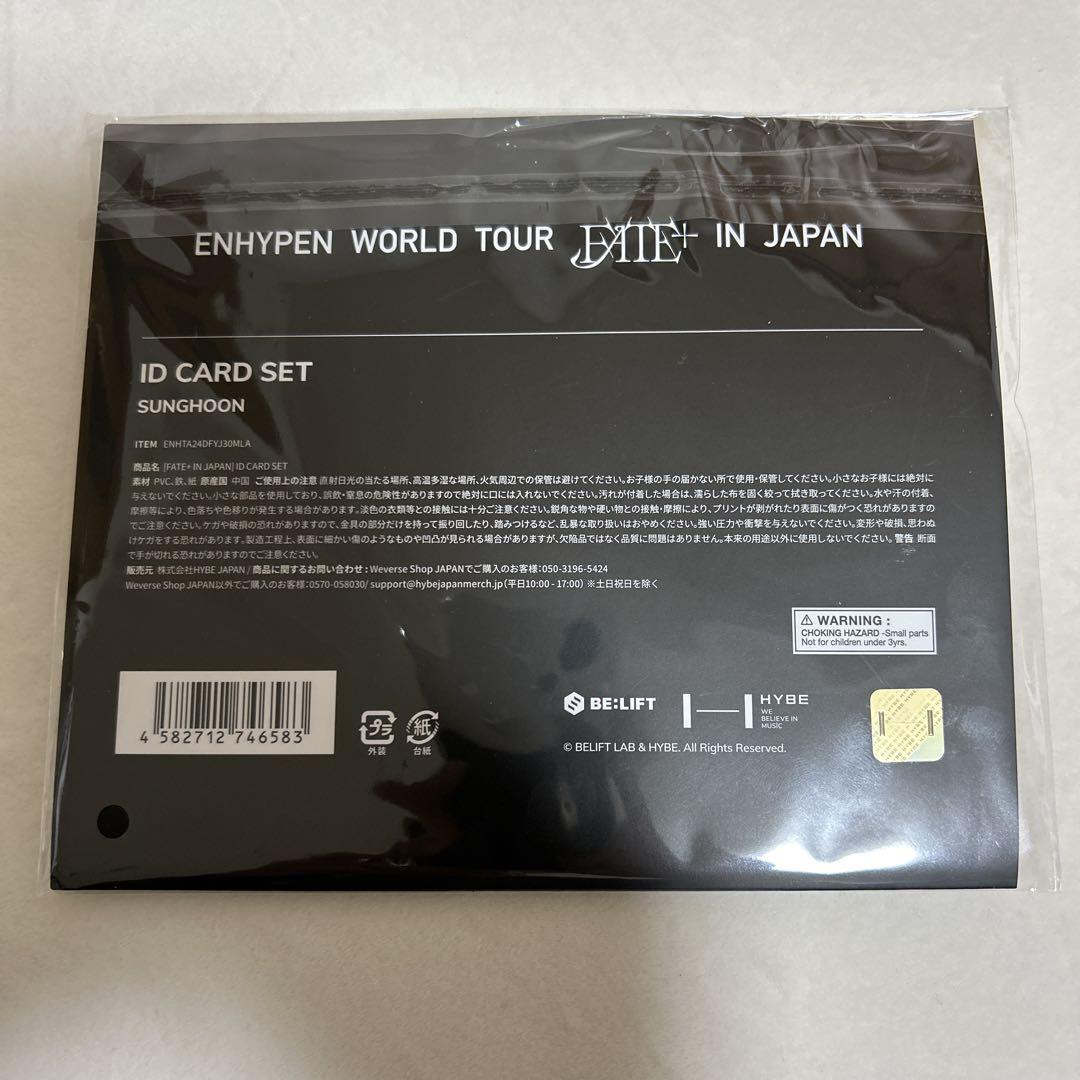 ENHYPEN WORLD TOUR FATE+ IN JAPAN
ID CARD SET
SUNGHOON
ITEM ENHTA24DFYJ30MLA
商品名 [FATE+ IN JAPAN] ID CARD SET
素材 PVC、鉄、紙 原産国 中国 ご使用上の注意 直射日光の当たる場所、高温多湿な場所、火気周辺での保管は避けてください。お子様の手の届かない所で使用・保管してください。小さなお子様には絶対に
与えないでください。小さな部品を使用しており、誤飲・窒息の危険性がありますので絶対に口には入れないでください。汚れが付着した場合は、濡らした布を固く絞って拭き取ってください。水や汗の付着、
摩擦等により、色落ちや色移りが発生する場合があります。淡色の衣類等との接触には十分ご注意ください。鋭角な物や硬い物との接触・摩擦により、プリントが剥がれたり表面に傷がつく恐れがありますの
でご注意ください。ケガや破損の恐れがありますので、金具の部分だけを持って振り回したり、踏みつけるなど、乱暴な取り扱いはおやめください。強い圧力や衝撃を与えないでください。変形や破損、思わぬ
けがをする恐れがあります。製造工程上、表面に細かい傷のようなものや凹凸が見られる場合がありますが、欠陥品ではなく品質に問題はありません。本来の用途以外に使用しないでください。警告 断面
で手が切れる恐れがありますのでご注意ください。
販売元 株式会社HYBE JAPAN / 商品に関するお問い合わせ：Weverse Shop JAPANでご購入のお客様：050-3196-5424
Weverse Shop JAPAN以外でご購入のお客様：0570-058030/ support@hybejapanmerch.jp（平日10:00 - 17:00）※土日祝日を除く
WARNING :
CHOKING HAZARD -Small parts
Not for children under 3yrs.
4 582712 746583
プラ
外装
紙
台紙
BE:LIFT
HYBE
WE
BELIEVE IN
MUSIC
© BELIFT LAB & HYBE. All Rights Reserved.